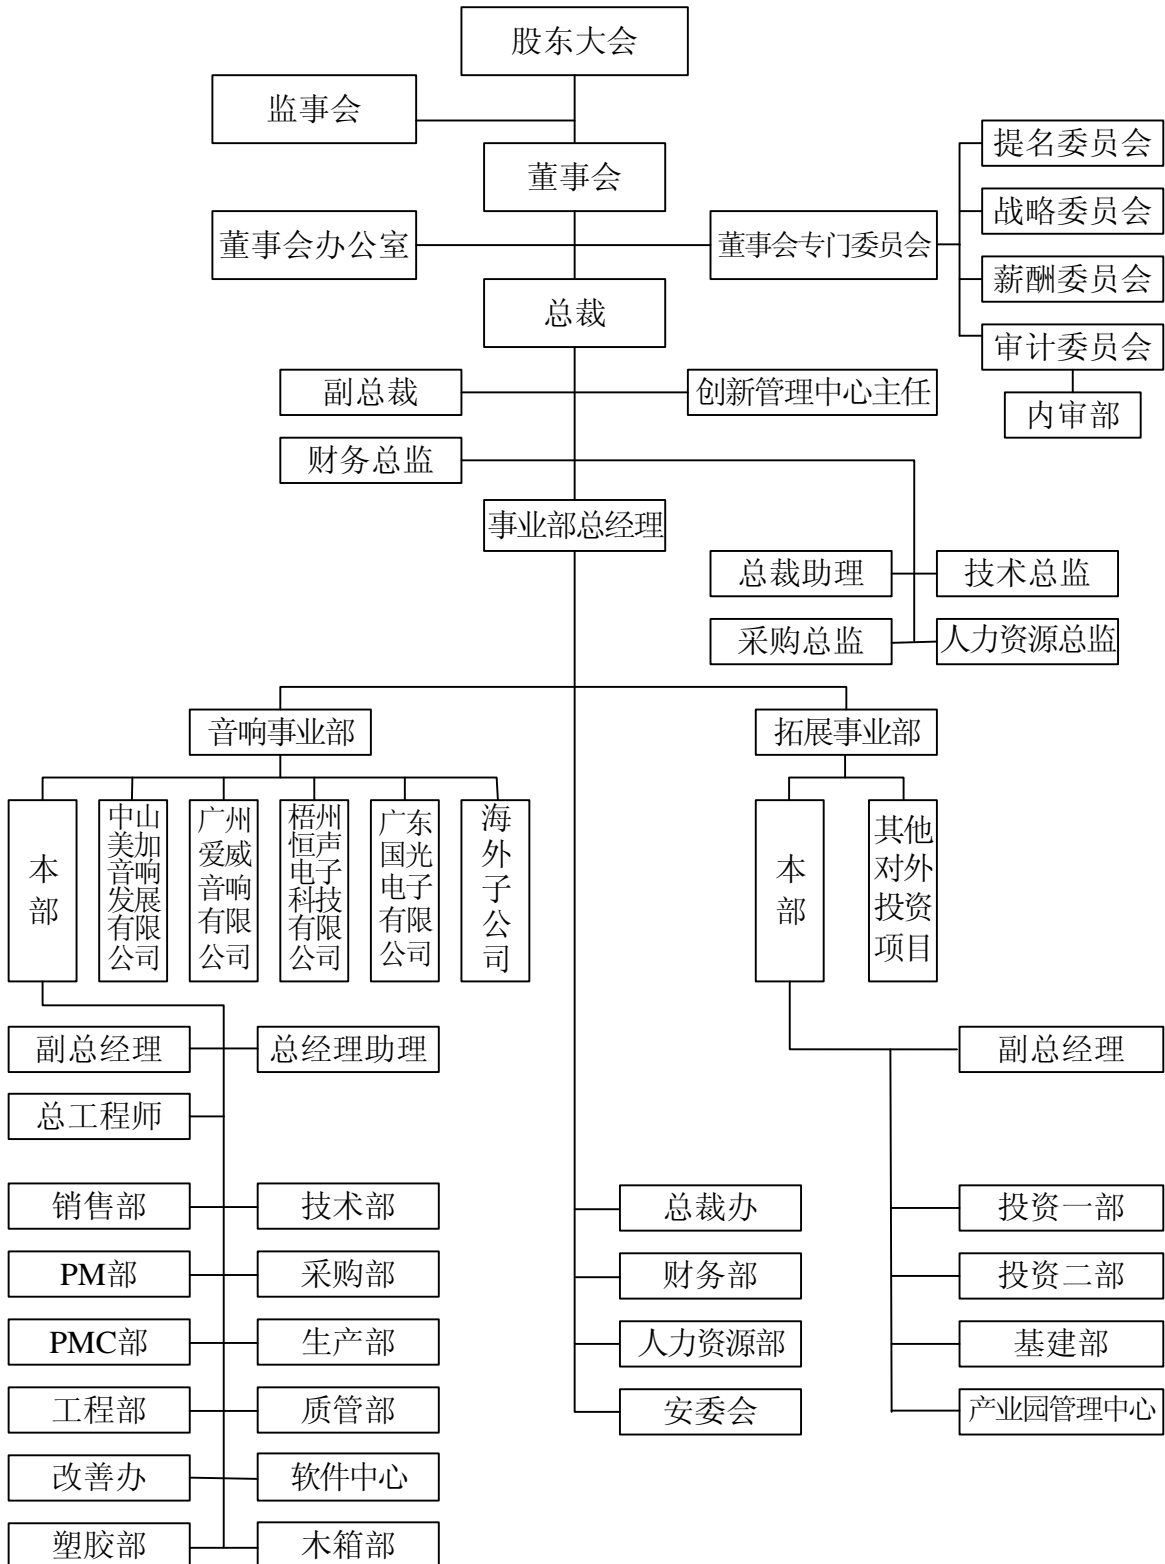 股东大会
监事会
董事会
提名委员会
董事会办公室
董事会专门委员会
战略委员会
薪酬委员会
总裁
审计委员会
副总裁
创新管理中心主任
内审部
财务总监
事业部总经理
总裁助理
技术总监
采购总监
人力资源总监
音响事业部
拓展事业部
本部
中山
美加
音响
发展
有限
公司
广州
爱威
音响
有限
公司
梧州
恒声
电子
科技
有限
公司
广东
国光
电子
有限
公司
海外子公司
本部
其他
对外
投资
项目
副总经理
总经理助理
副总经理
总工程师
销售部
技术部
总裁办
投资一部
PM部
采购部
财务部
投资二部
PMC部
生产部
人力资源部
基建部
工程部
质管部
安委会
产业园管理中心
改善办
软件中心
塑胶部
木箱部